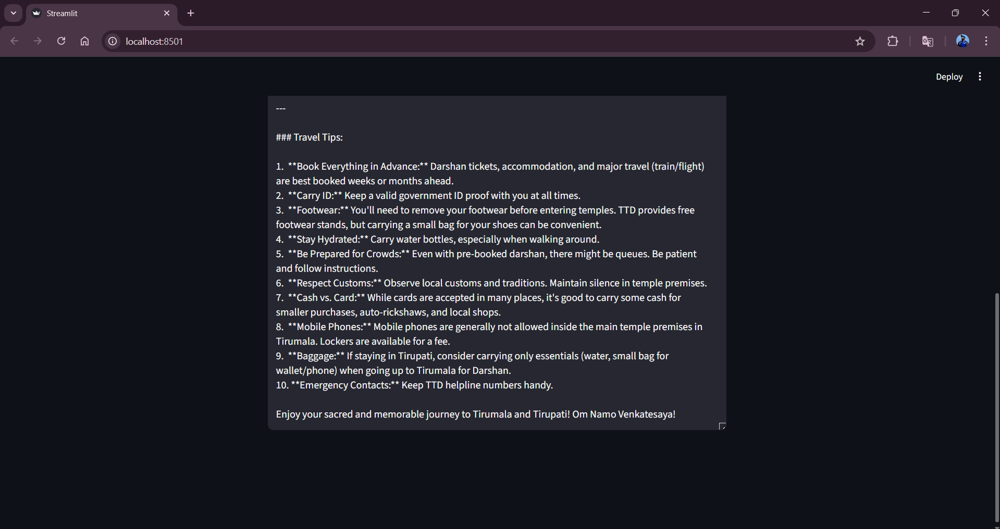 Streamlit
localhost:8501
Deploy
---
### Travel Tips:
1. **Book Everything in Advance:** Darshan tickets, accommodation, and major travel (train/flight)
are best booked weeks or months ahead.
2. **Carry ID:** Keep a valid government ID proof with you at all times.
3. **Footwear:** You'll need to remove your footwear before entering temples. TTD provides free
footwear stands, but carrying a small bag for your shoes can be convenient.
4. **Stay Hydrated:** Carry water bottles, especially when walking around.
5. **Be Prepared for Crowds:** Even with pre-booked darshan, there might be queues. Be patient
and follow instructions.
6. **Respect Customs:** Observe local customs and traditions. Maintain silence in temple premises.
7. **Cash vs. Card:** While cards are accepted in many places, it's good to carry some cash for
smaller purchases, auto-rickshaws, and local shops.
8. **Mobile Phones:** Mobile phones are generally not allowed inside the main temple premises in
Tirumala. Lockers are available for a fee.
9. **Baggage:** If staying in Tirupati, consider carrying only essentials (water, small bag for
wallet/phone) when going up to Tirumala for Darshan.
10. **Emergency Contacts:** Keep TTD helpline numbers handy.
Enjoy your sacred and memorable journey to Tirumala and Tirupati! Om Namo Venkatesaya!